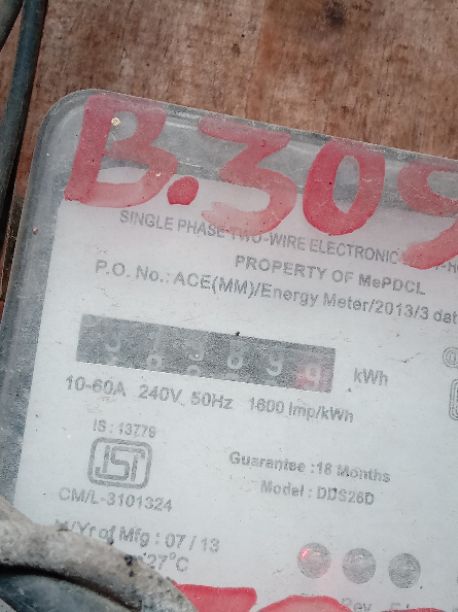 B.309
SINGLE PHASE TWO-WIRE ELECTRONIC
PROPERTY OF MePDCL
P.O. No.: ACE(MM)/Energy Meter/2013/3 dat
kWh
10-60A 240V, 50Hz 1600 Imp/kWh
IS : 13779
ISI
Guarantee :18 Months
CM/L-3101324
Model : DDS26D
/Yr of Mfg : 07 / 13
27°C